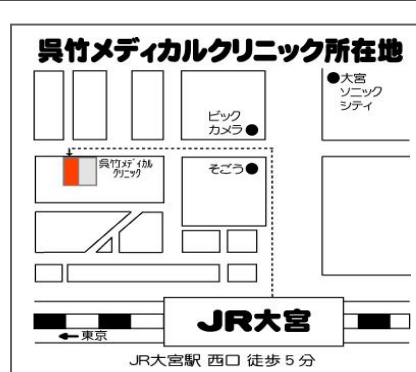 呉竹メディカルクリニック所在地
●大宮
ソニック
シティ
ビック
カメラ●
呉竹メディカル
クリニック
そごう●
JR大宮
←東京
JR大宮駅 西口 徒歩5分